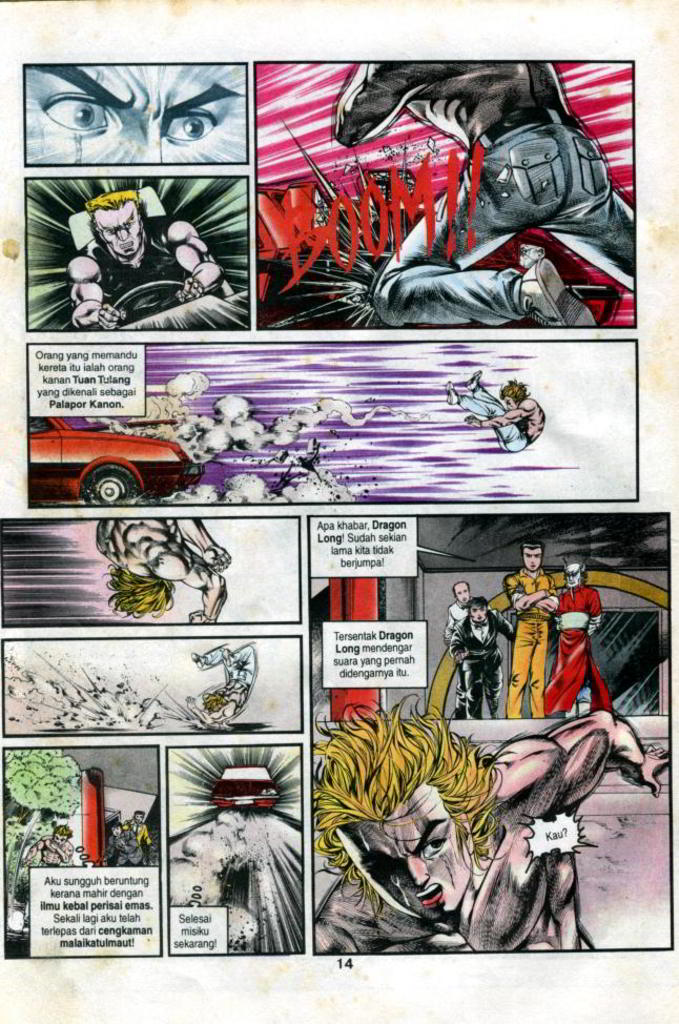 BOOM!!
Orang yang memandu
kereta itu ialah orang
kanan Tuan Tulang
yang dikenali sebagai
Palapor Kanon.
Apa khabar, Dragon
Long! Sudah sekian
lama kita tidak
berjumpa!
Tersentak Dragon
Long mendengar
suara yang pernah
didengarnya itu.
Aku sungguh beruntung
kerana mahir dengan
ilmu kebal perisai emas.
Sekali lagi aku telah
terlepas dari cengkaman
malaikatulmaut!
Selesai
misiku
sekarang!
Kau?
14